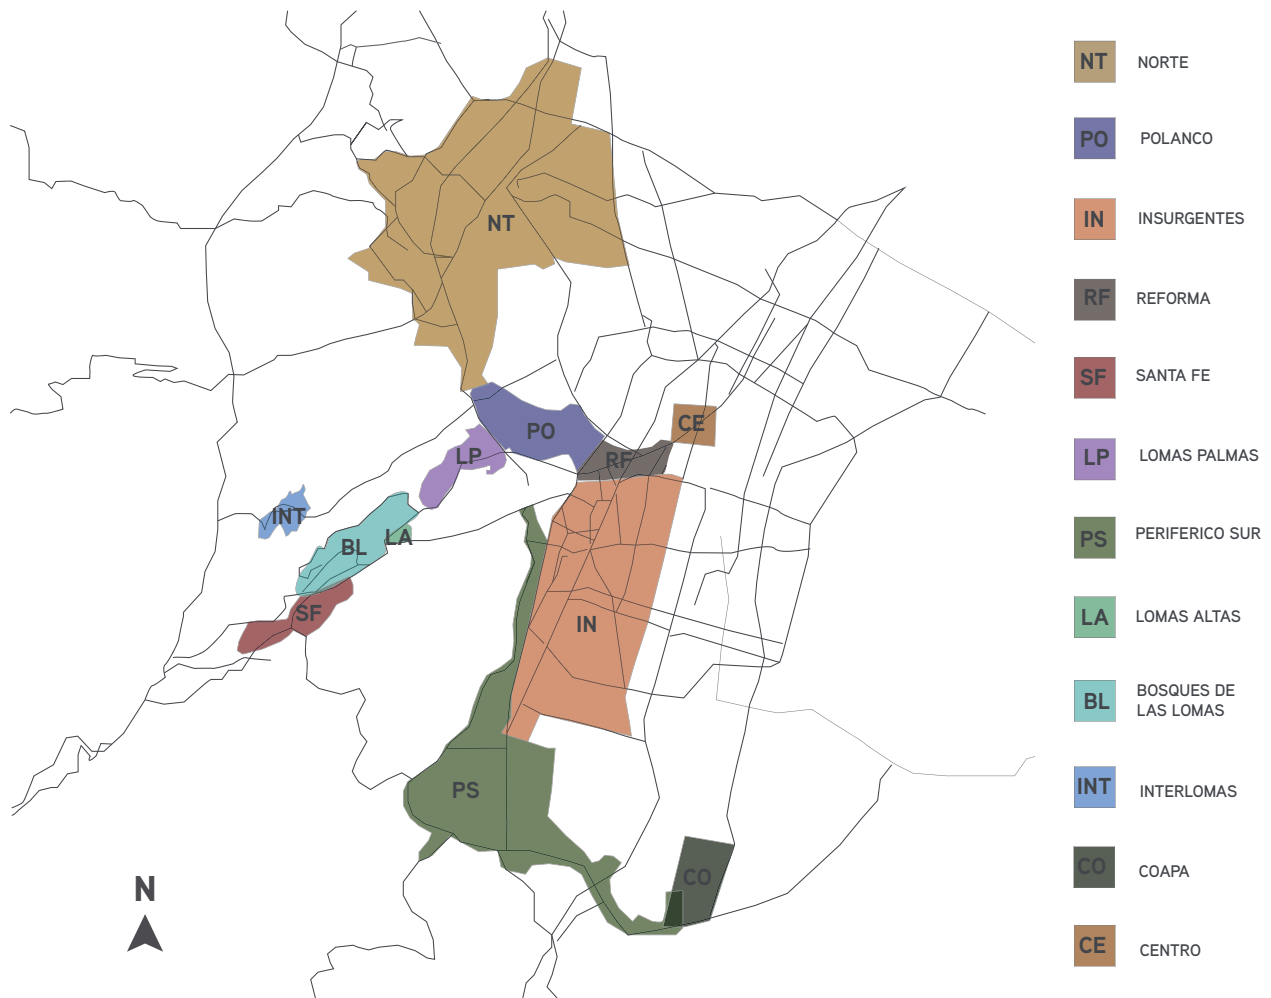 NT
PO
LP
RF
CE
INT
BL
LA
SF
IN
PS
CO
N
NT NORTE
PO POLANCO
IN INSURGENTES
RF REFORMA
SF SANTA FE
LP LOMAS PALMAS
PS PERIFERICO SUR
LA LOMAS ALTAS
BL BOSQUES DE
LAS LOMAS
INT INTERLOMAS
CO COAPA
CE CENTRO